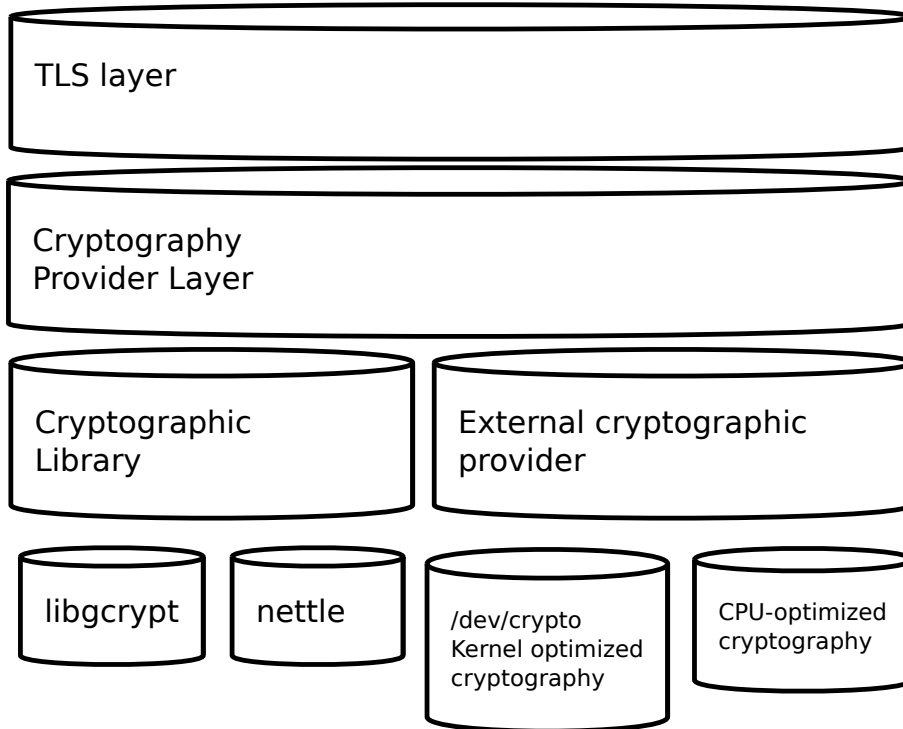 TLS layer
Cryptography
Provider Layer
Cryptographic
Library
External cryptographic
provider
libgcrypt
nettle
/dev/crypto
Kernel optimized
cryptography
CPU-optimized
cryptography